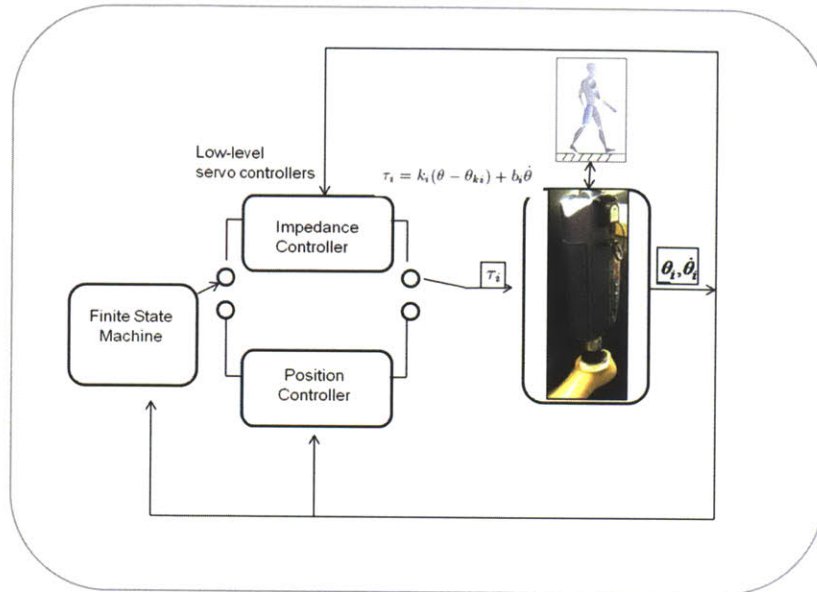 Low-level
servo controllers
τᵢ = kᵢ(θ − θₖᵢ) + bᵢθ̇
Impedance
Controller
τᵢ
θᵢ, θ̇ᵢ
Finite State
Machine
Position
Controller